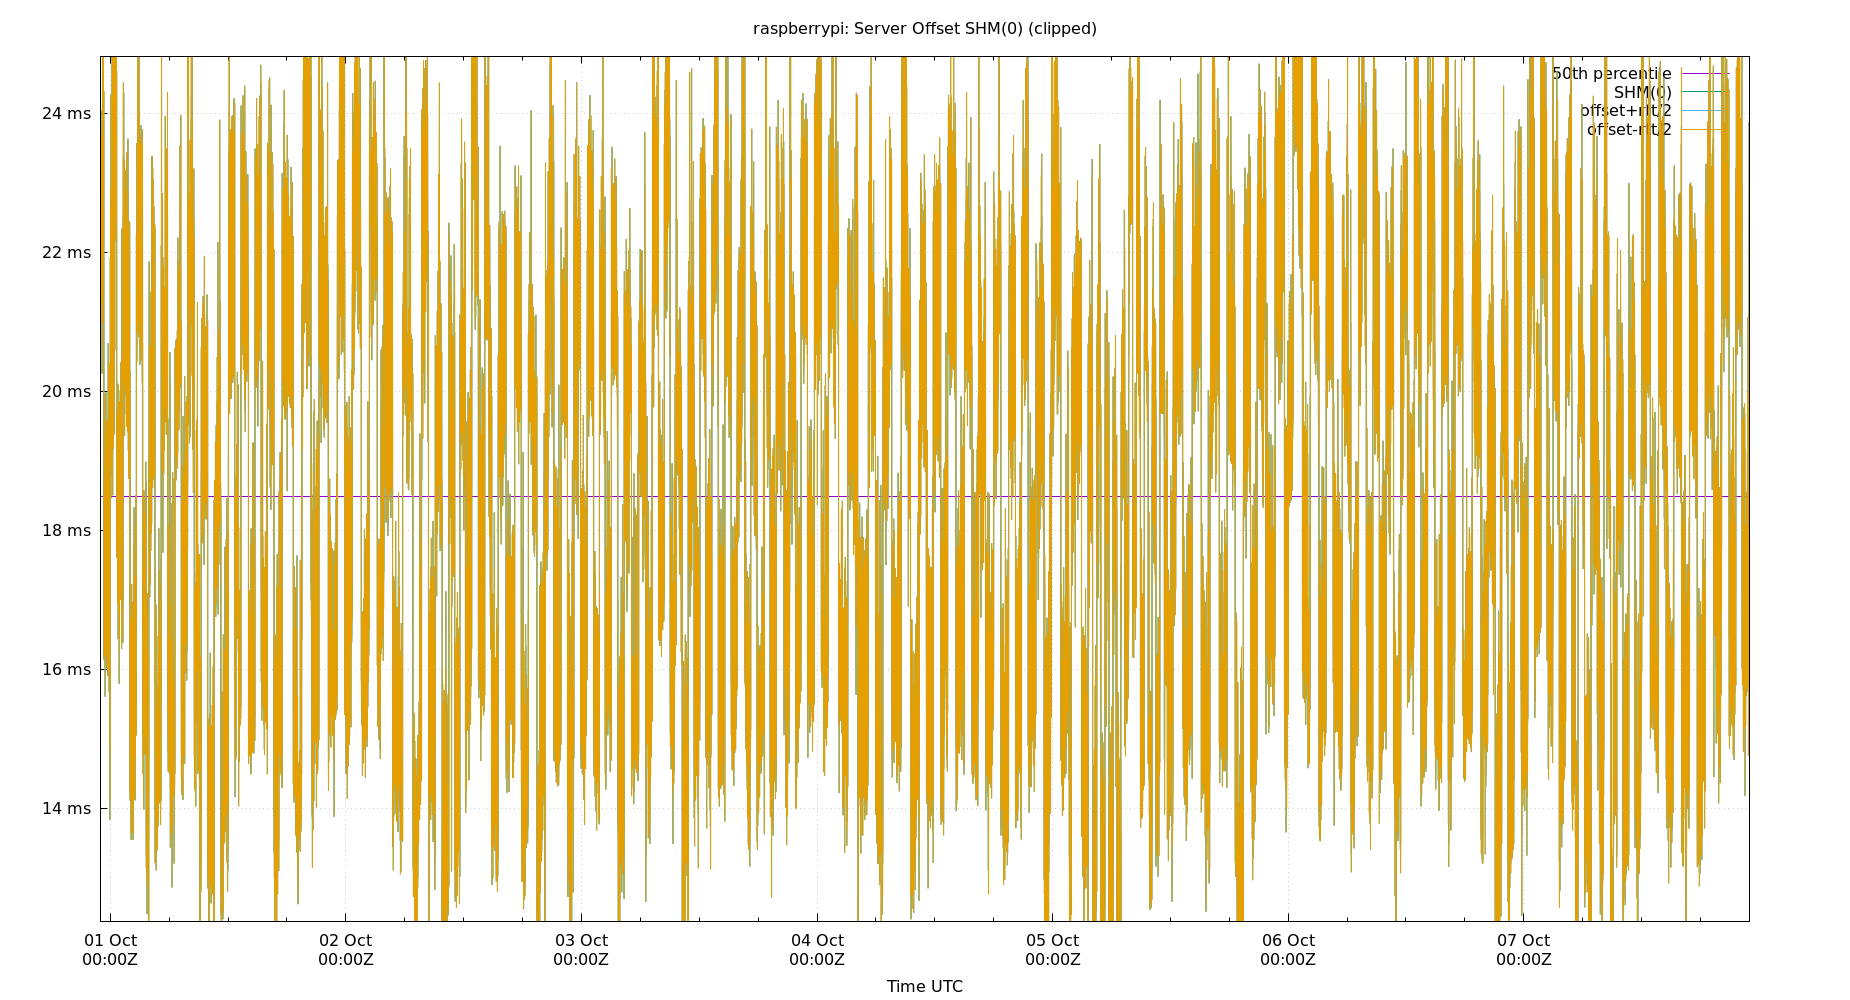 raspberrypi: Server Offset SHM(0) (clipped)
50th percentile
SHM(0)
offset+rtt/2
offset-rtt/2
24 ms
22 ms
20 ms
18 ms
16 ms
14 ms
01 Oct
00:00Z
02 Oct
00:00Z
03 Oct
00:00Z
04 Oct
00:00Z
05 Oct
00:00Z
06 Oct
00:00Z
07 Oct
00:00Z
Time UTC